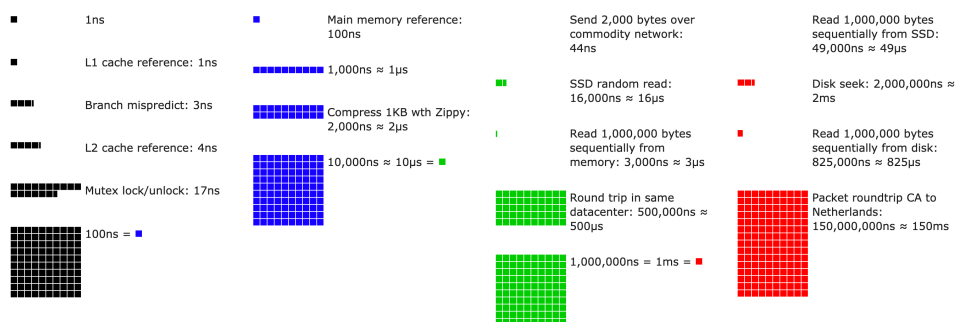 1ns
L1 cache reference: 1ns
Branch mispredict: 3ns
L2 cache reference: 4ns
Mutex lock/unlock: 17ns
100ns =
Main memory reference:
100ns
1,000ns ≈ 1µs
Compress 1KB wth Zippy:
2,000ns ≈ 2µs
10,000ns ≈ 10µs =
Send 2,000 bytes over
commodity network:
44ns
SSD random read:
16,000ns ≈ 16µs
Read 1,000,000 bytes
sequentially from
memory: 3,000ns ≈ 3µs
Round trip in same
datacenter: 500,000ns ≈
500µs
1,000,000ns = 1ms =
Read 1,000,000 bytes
sequentially from SSD:
49,000ns ≈ 49µs
Disk seek: 2,000,000ns ≈
2ms
Read 1,000,000 bytes
sequentially from disk:
825,000ns ≈ 825µs
Packet roundtrip CA to
Netherlands:
150,000,000ns ≈ 150ms